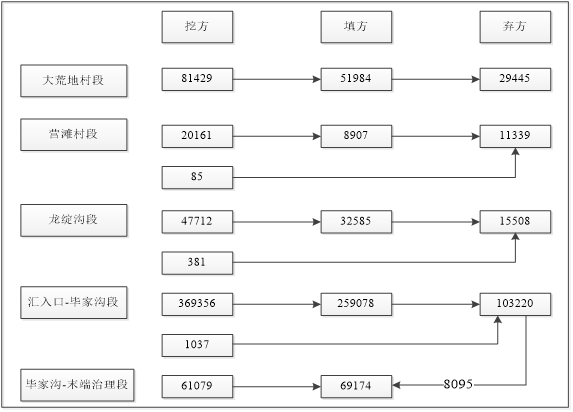 挖方 填方 弃方
大荒地村段 81429 51984 29445
营滩村段 20161 8907 11339
85
龙绽沟段 47712 32585 15508
381
汇入口-毕家沟段 369356 259078 103220
1037
毕家沟-末端治理段 61079 69174 8095